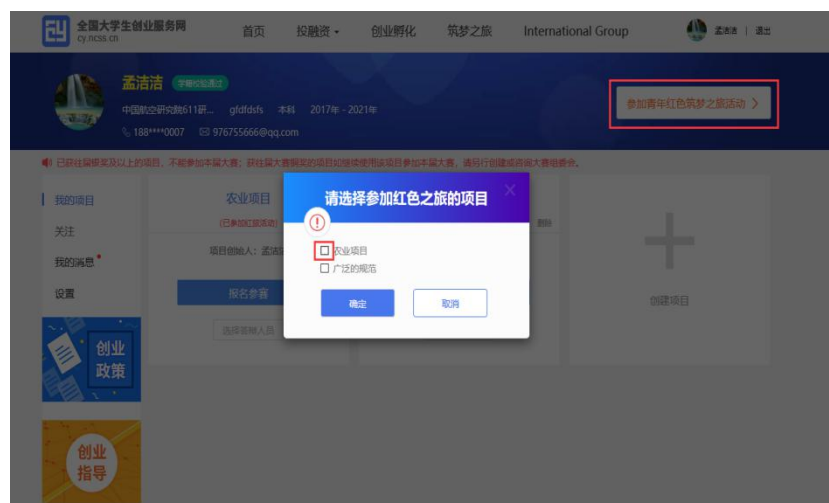 全国大学生创业服务网
cy.ncss.cn
首页 投融资 创业孵化 筑梦之旅 International Group 孟洁洁 | 退出
孟洁洁 学籍校验通过
中国航空研究院611研... gfdfdsfs 本科 2017年 - 2021年
188****0007 976755666@qq.com
参加青年红色筑梦之旅活动
已获往届银奖及以上的项目，不能参加本届大赛；获往届大赛铜奖的项目如继续使用该项目参加本届大赛，请另行创建或咨询大赛组委会。
我的项目
关注
我的消息
设置
创业
政策
创业
指导
农业项目
(已参加红旅活动)
项目创始人：孟洁洁
报名参赛
选择答辩人员
删除
创建项目
请选择参加红色之旅的项目
农业项目
广泛的规范
确定 取消